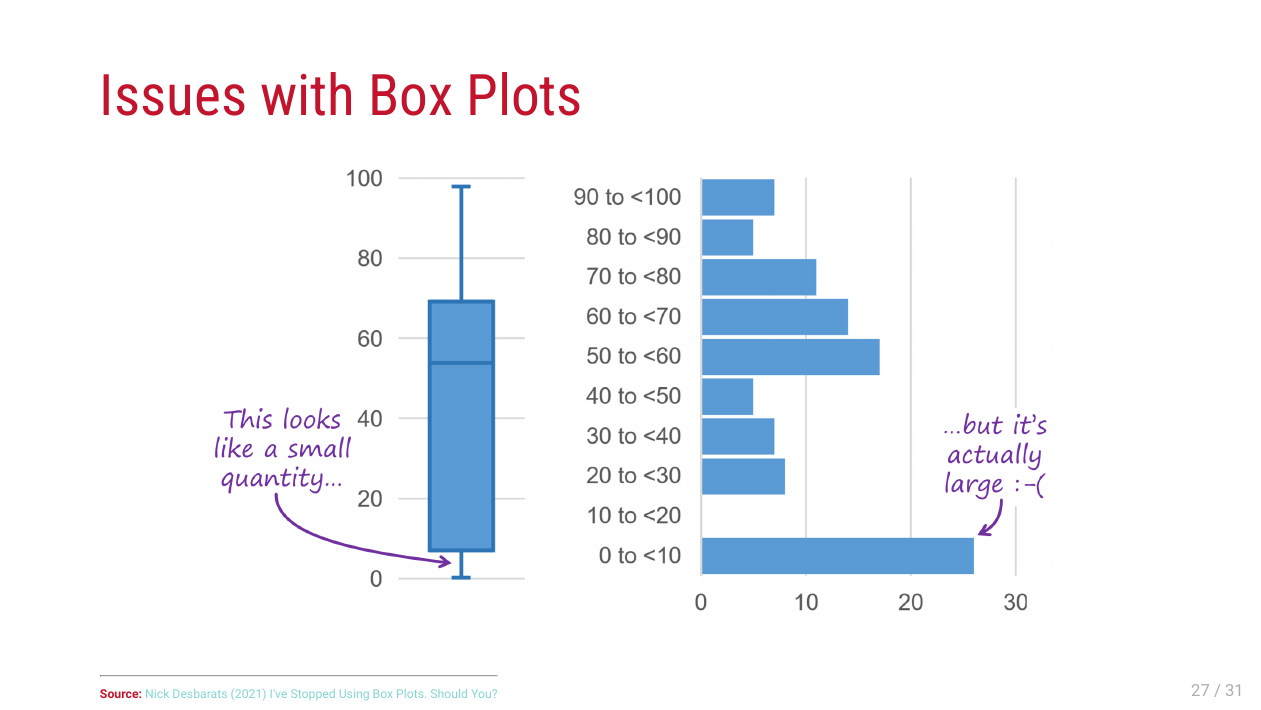 Issues with Box Plots
100
80
60
40
20
0
This looks
like a small
quantity...
90 to <100
80 to <90
70 to <80
60 to <70
50 to <60
40 to <50
30 to <40
20 to <30
10 to <20
0 to <10
0 10 20 30
...but it's
actually
large :-(
Source: Nick Desbarats (2021) I've Stopped Using Box Plots. Should You?
27 / 31